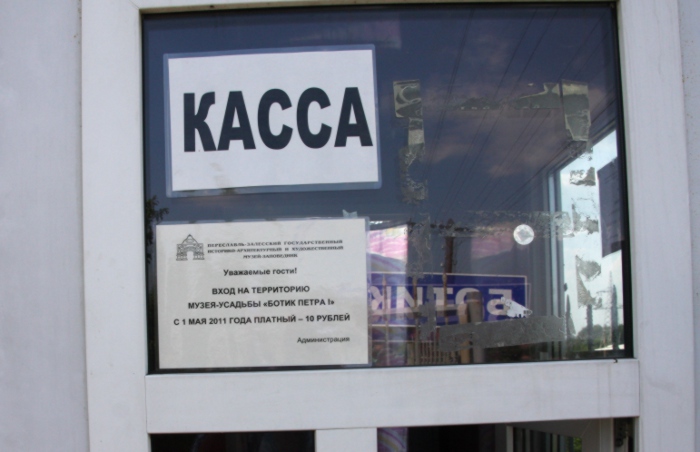 КАССА
ПЕРЕСЛАВЛЬ-ЗАЛЕССКИЙ ГОСУДАРСТВЕННЫЙ
ИСТОРИКО-АРХИТЕКТУРНЫЙ И ХУДОЖЕСТВЕННЫЙ
МУЗЕЙ-ЗАПОВЕДНИК
Уважаемые гости!
ВХОД НА ТЕРРИТОРИЮ
МУЗЕЯ-УСАДЬБЫ «БОТИК ПЕТРА I»
С 1 МАЯ 2011 ГОДА ПЛАТНЫЙ – 10 РУБЛЕЙ
Администрация
БОТИК